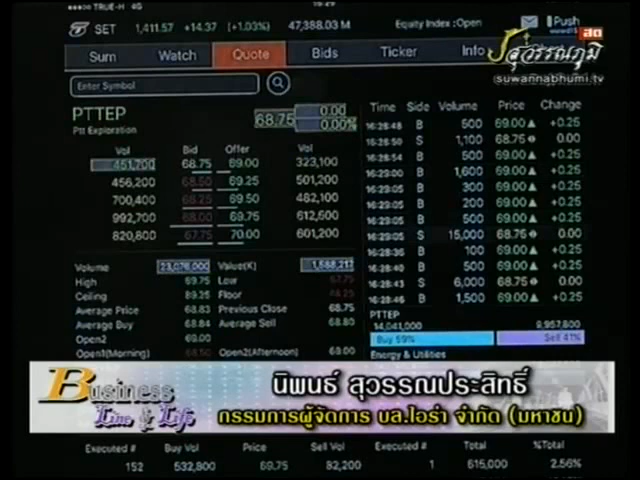 TRUE-H 4G
SET 1,411.57 +14.37 (+1.03%) 47,388.03 M Equity Index :Open Push
สด
สุวรรณภูมิ
suwannabhumi.tv
Sum Watch Quote Bids Ticker Info
Enter Symbol
PTTEP
Ptt Exploration
68.75 0.00
0.00%
Vol Bid Offer Vol
451,700 68.75 69.00 323,100
456,200 68.50 69.25 501,200
700,400 68.25 69.50 482,100
992,700 68.00 69.75 612,600
820,800 67.75 70.00 601,200
Volume 23,076,000 Value(K) 1,588,217
High 69.75 Low 67.75
Ceiling 89.25 Floor 48.25
Average Price 68.83 Previous Close 68.75
Average Buy 68.84 Average Sell 68.80
Open2 69.00
Open1(Morning) 68.50 Open2(Afternoon) 69.00
Time Side Volume Price Change
16:28:48 B 500 69.00 ▲ +0.25
16:28:50 S 1,100 68.75 0.00
16:28:54 B 500 69.00 ▲ +0.25
16:29:00 B 1,600 69.00 ▲ +0.25
16:29:05 B 300 69.00 ▲ +0.25
16:29:05 B 200 69.00 ▲ +0.25
16:29:05 B 500 69.00 ▲ +0.25
16:29:05 S 15,000 68.75 0.00
16:28:35 B 100 69.00 ▲ +0.25
16:28:40 B 500 69.00 ▲ +0.25
16:28:43 S 6,000 68.75 0.00
16:28:46 B 1,500 69.00 ▲ +0.25
PTTEP
14,041,000 9,957,800
Buy 59% Sell 41%
Energy & Utilities
Business
Line & Life
นิพนธ์ สุวรรณประสิทธิ์
กรรมการผู้จัดการ บล.ไอร่า จำกัด (มหาชน)
Executed # Buy Vol Price Sell Vol Executed # Total %Total
152 532,800 69.75 82,200 1 615,000 2.56%